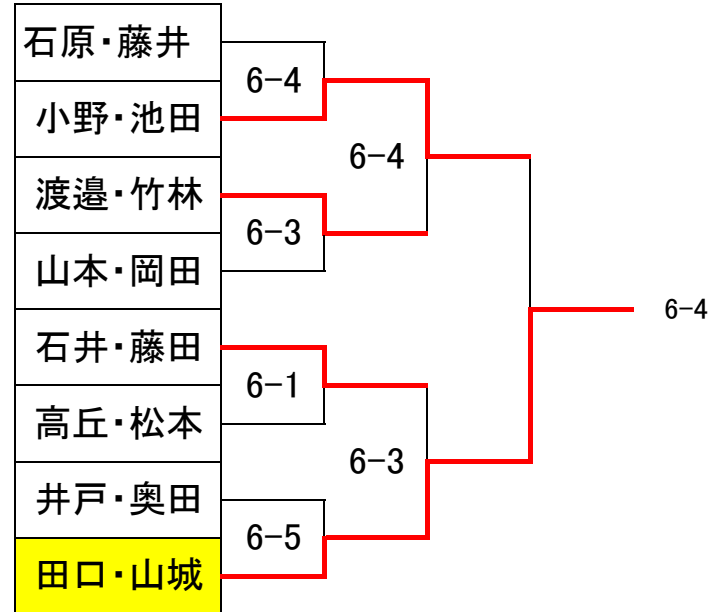 石原・藤井
小野・池田
渡邉・竹林
山本・岡田
石井・藤田
高丘・松本
井戸・奥田
田口・山城
6-4
6-3
6-1
6-5
6-4
6-3
6-4